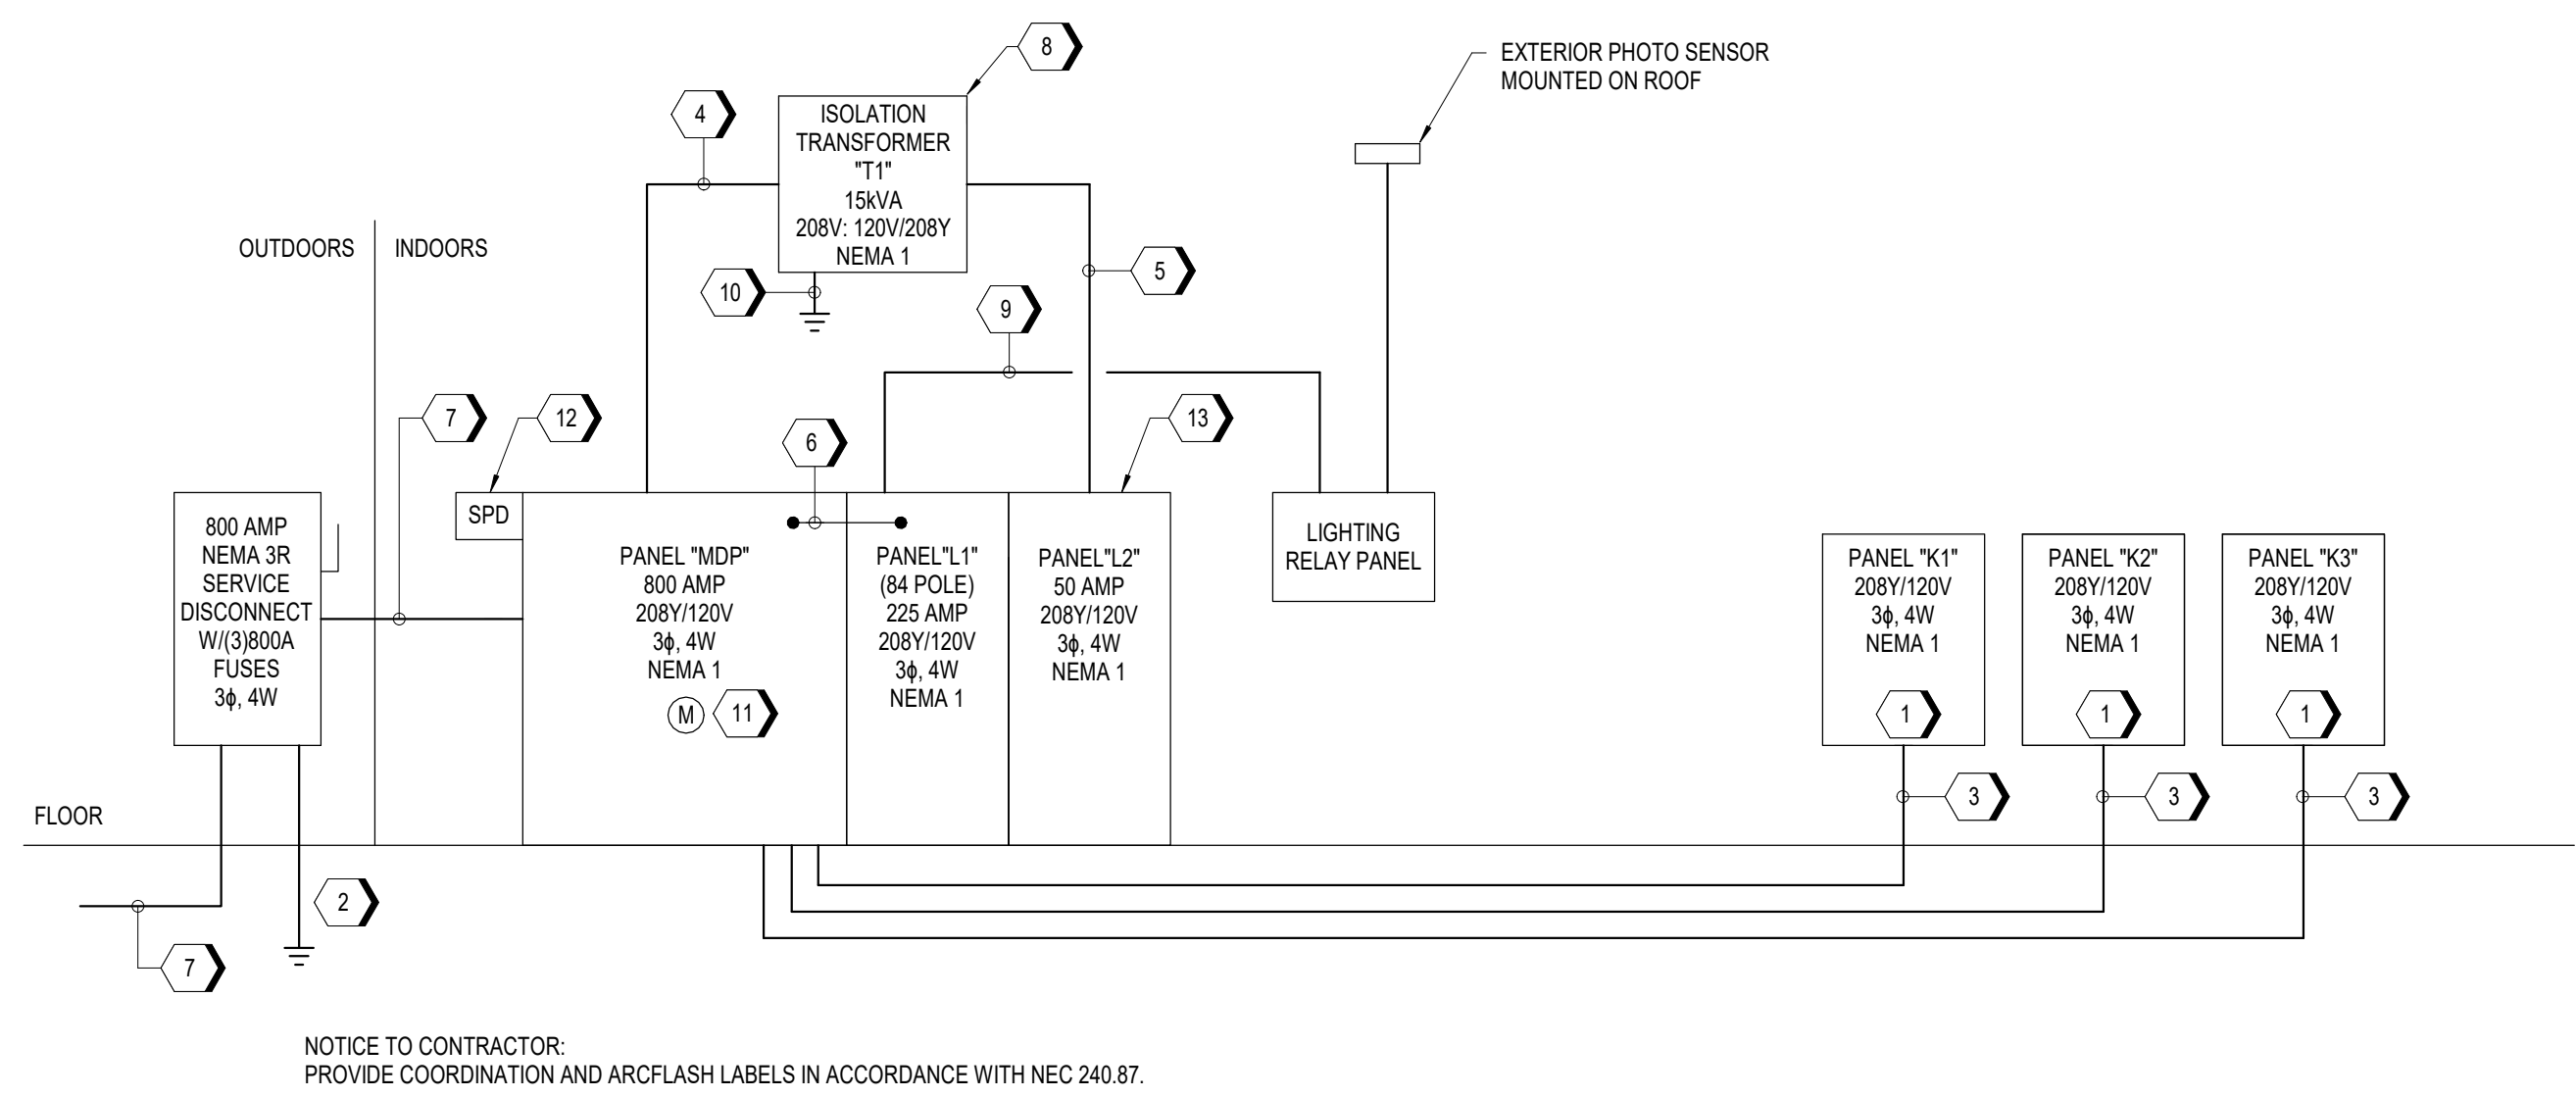 8
EXTERIOR PHOTO SENSOR
MOUNTED ON ROOF
4
ISOLATION
TRANSFORMER
"T1"
15kVA
208V: 120V/208Y
NEMA 1
OUTDOORS
INDOORS
5
10
9
7
12
6
13
800 AMP
NEMA 3R
SERVICE
DISCONNECT
W/(3)800A
FUSES
3ϕ, 4W
SPD
PANEL "MDP"
800 AMP
208Y/120V
3ϕ, 4W
NEMA 1
M
11
PANEL"L1"
(84 POLE)
225 AMP
208Y/120V
3ϕ, 4W
NEMA 1
PANEL"L2"
50 AMP
208Y/120V
3ϕ, 4W
NEMA 1
LIGHTING
RELAY PANEL
PANEL "K1"
208Y/120V
3ϕ, 4W
NEMA 1
1
PANEL "K2"
208Y/120V
3ϕ, 4W
NEMA 1
1
PANEL "K3"
208Y/120V
3ϕ, 4W
NEMA 1
1
3
3
3
FLOOR
2
7
NOTICE TO CONTRACTOR:
PROVIDE COORDINATION AND ARCFLASH LABELS IN ACCORDANCE WITH NEC 240.87.